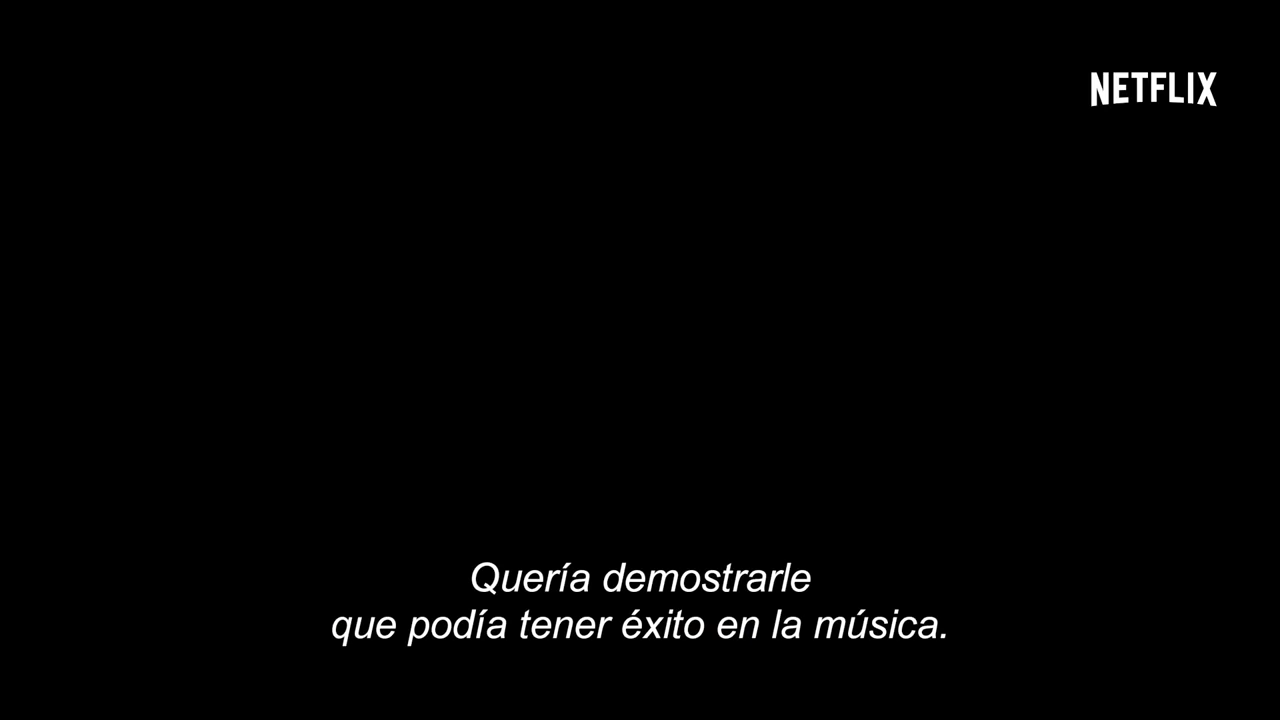 NETFLIX
Quería demostrarle
que podía tener éxito en la música.